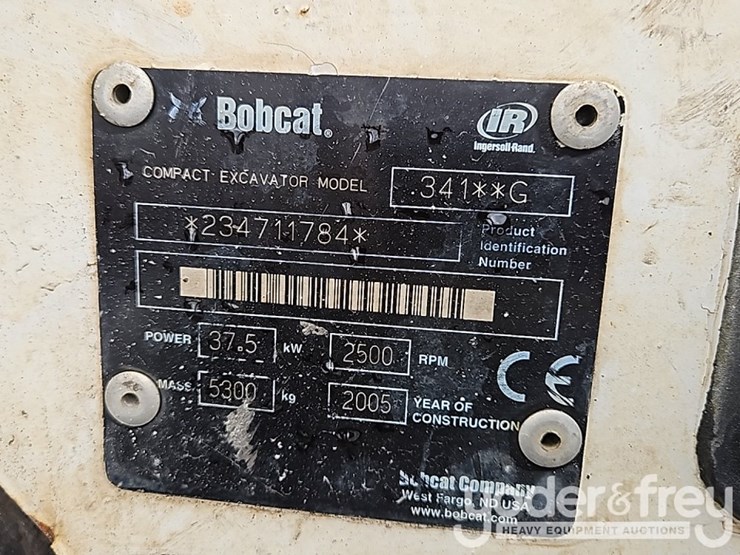 Bobcat®
IR
Ingersoll-Rand®
COMPACT EXCAVATOR MODEL 341**G
*234711784* Product
Identification
Number
POWER 37.5 kW 2500 RPM
CE
MASS 5300 kg 2005 YEAR OF
CONSTRUCTION
Bobcat Company
West Fargo, ND USA
www.bobcat.com
yoder&frey
HEAVY EQUIPMENT AUCTIONS